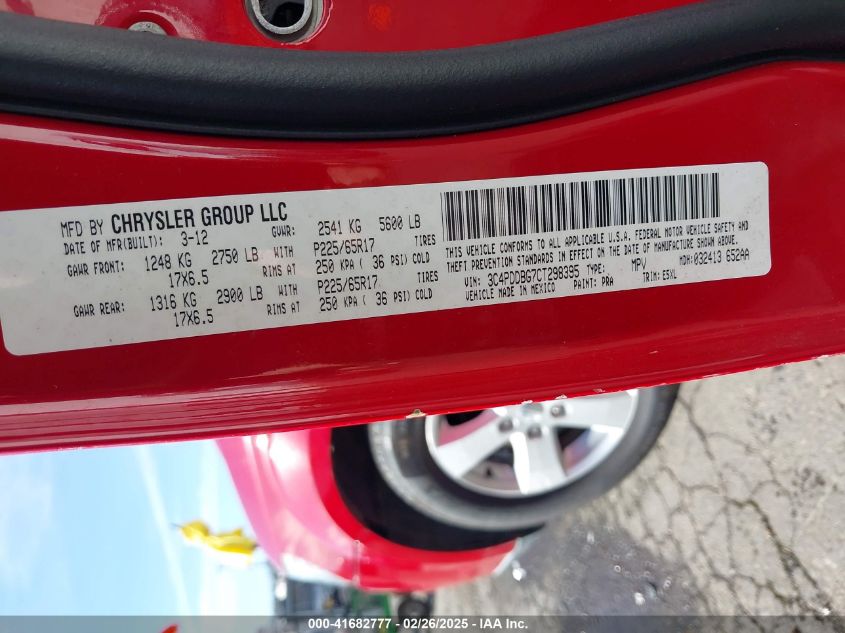 MFD BY CHRYSLER GROUP LLC
DATE OF MFR(BUILT): 3-12 GVWR: 2541 KG 5600 LB
GAWR FRONT: 1248 KG 2750 LB WITH P225/65R17 TIRES
17X6.5 RIMS AT 250 KPA ( 36 PSI) COLD
GAWR REAR: 1316 KG 2900 LB WITH P225/65R17 TIRES
17X6.5 RIMS AT 250 KPA ( 36 PSI) COLD
THIS VEHICLE CONFORMS TO ALL APPLICABLE U.S.A. FEDERAL MOTOR VEHICLE SAFETY AND
THEFT PREVENTION STANDARDS IN EFFECT ON THE DATE OF MANUFACTURE SHOWN ABOVE.
VIN: 3C4PDDBG7CT298395 TYPE: MPV MDH: 032413 652AA
VEHICLE MADE IN MEXICO PAINT: PRA TRIM: E5XL
000-41682777 - 02/26/2025 - IAA Inc.